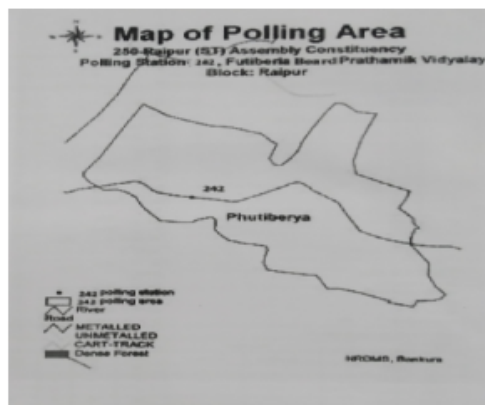 Map of Polling Area
250-Raipur (ST) Assembly Constituency
Polling Station: 242, Futiberia Board Prathamik Vidyalay
Block: Raipur
242
Phutiberya
242 polling station
242 polling area
River
Road
METALLED
UNMETALLED
CART-TRACK
Dense Forest
NRDMS, Bankura